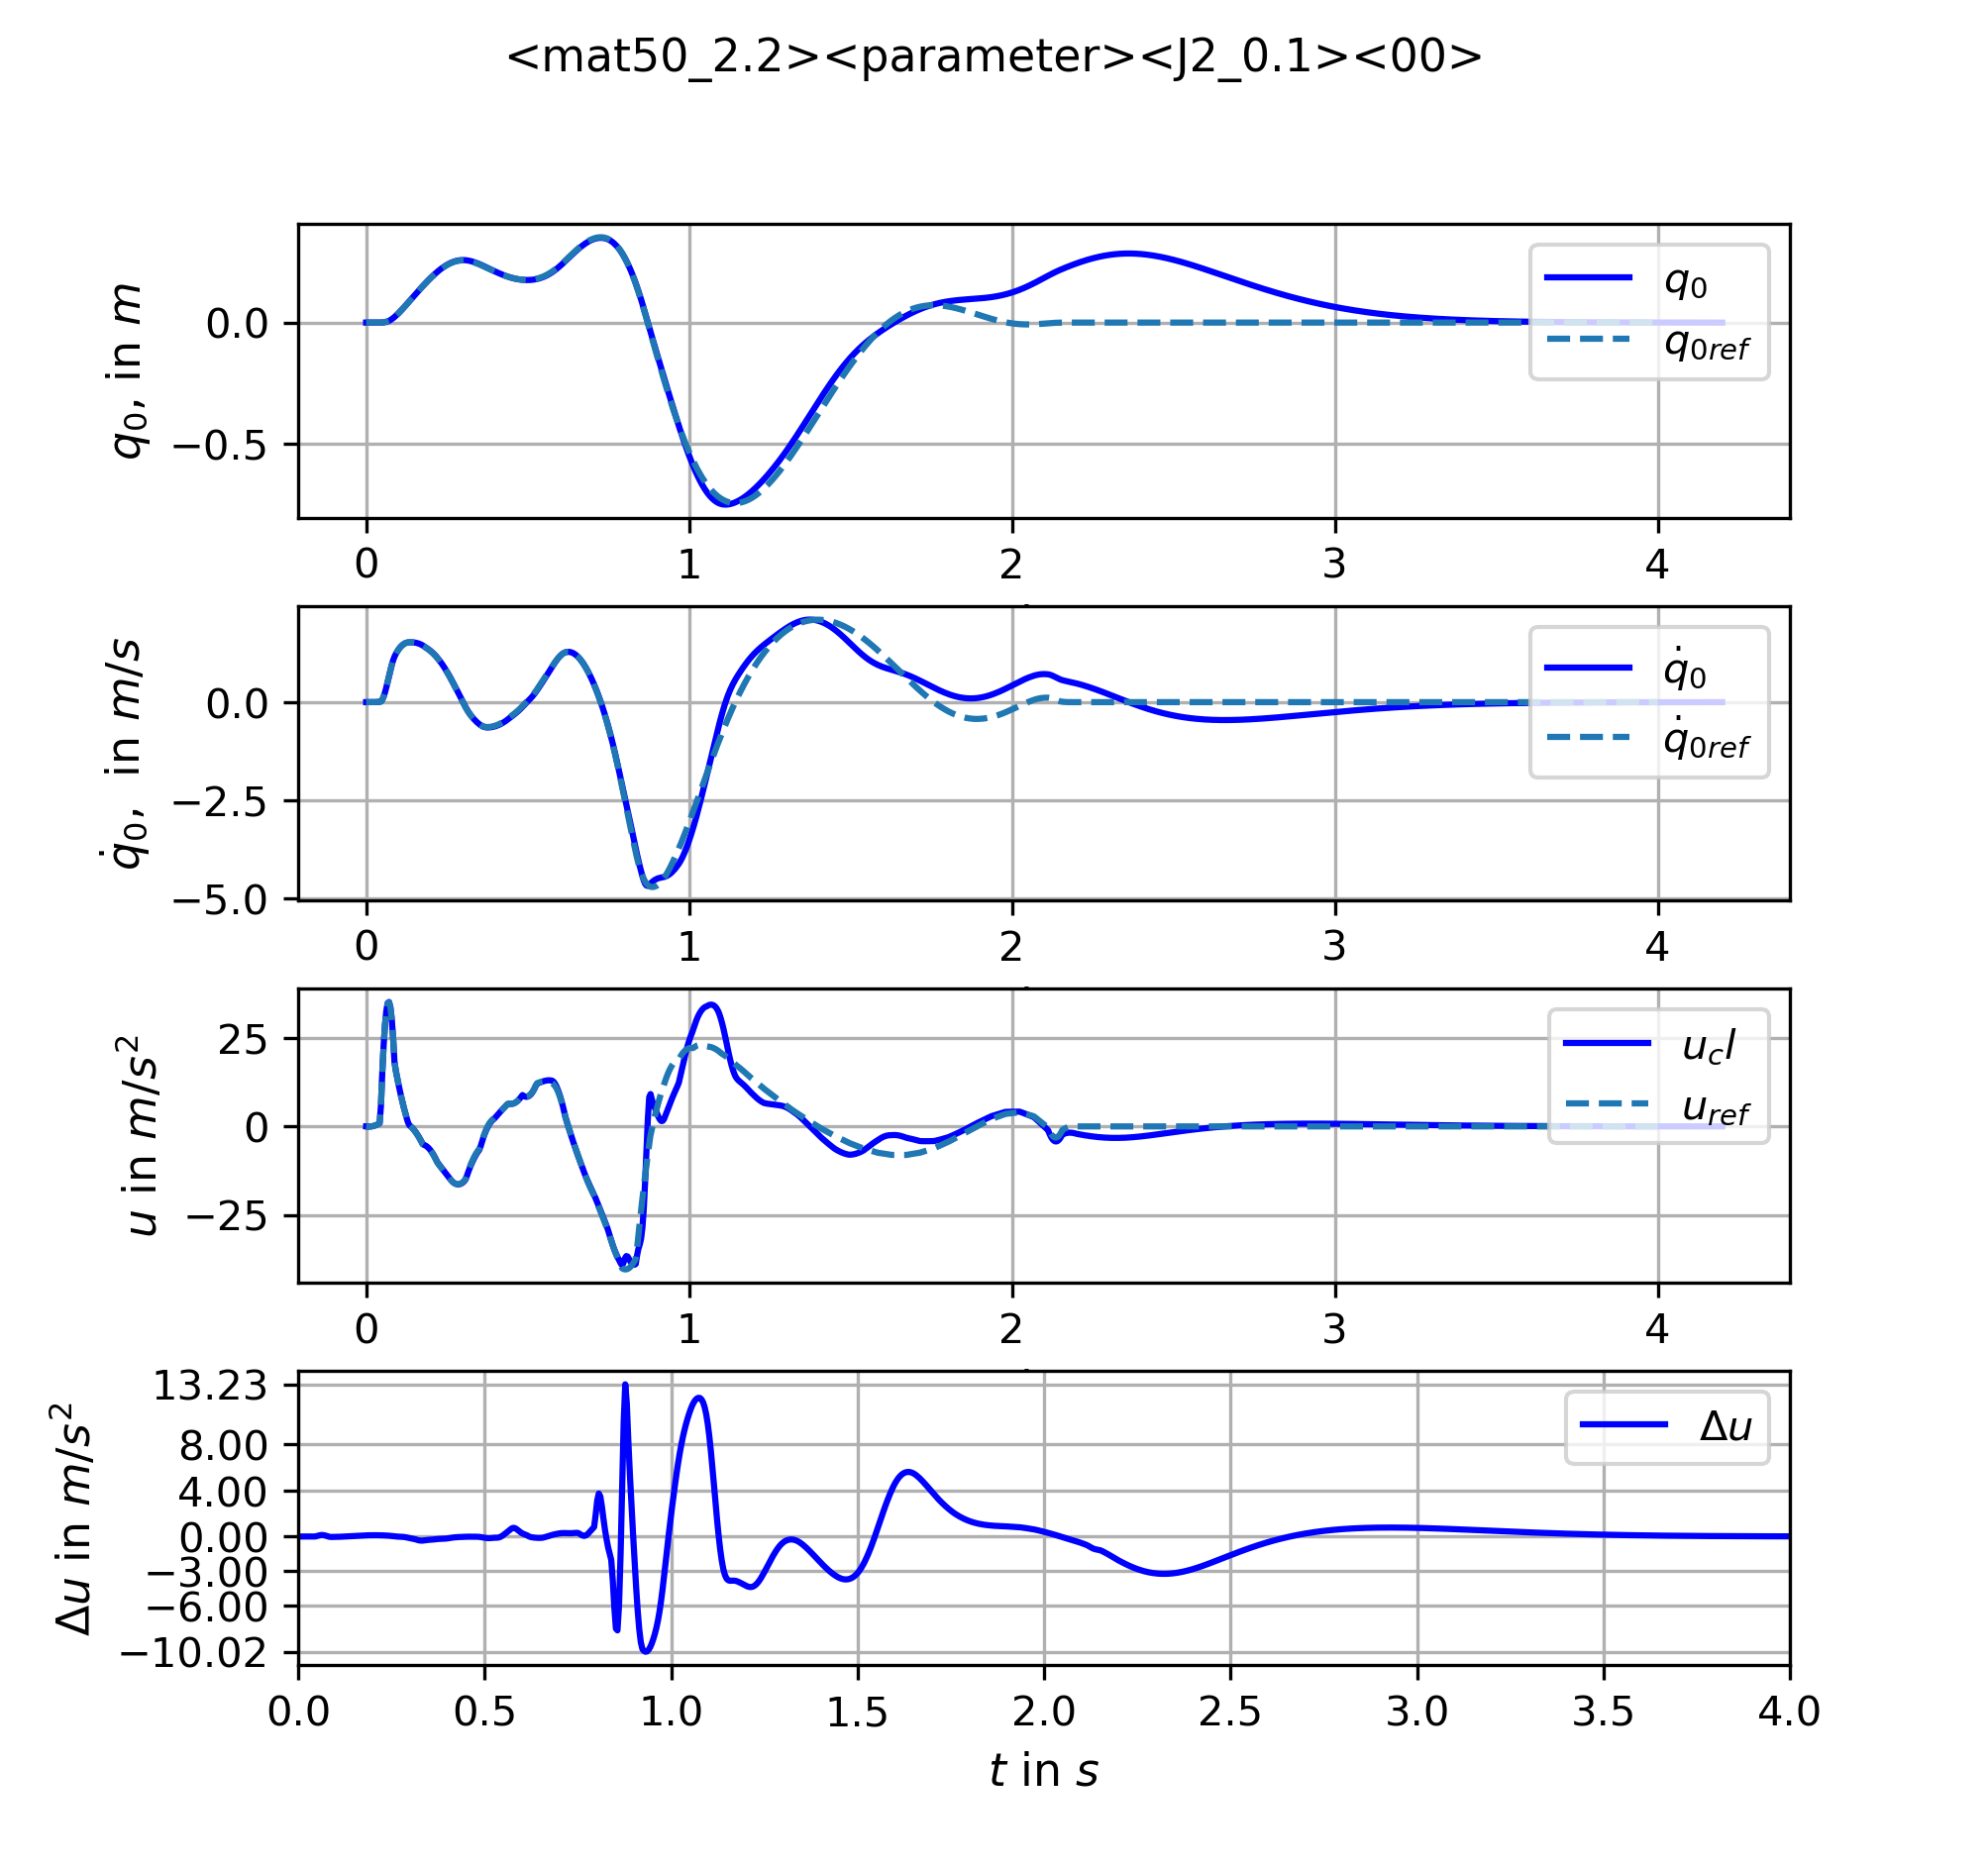 <mat50_2.2><parameter><J2_0.1><00>
q₀, in m
0.0
−0.5
q₀
q₀ref
0 1 2 3 4
q̇₀, in m/s
0.0
−2.5
−5.0
q̇₀
q̇₀ref
0 1 2 3 4
u in m/s²
25
0
−25
u_cl
u_ref
0 1 2 3 4
Δu in m/s²
13.23
8.00
4.00
0.00
−3.00
−6.00
−10.02
Δu
0.0 0.5 1.0 1.5 2.0 2.5 3.0 3.5 4.0
t in s